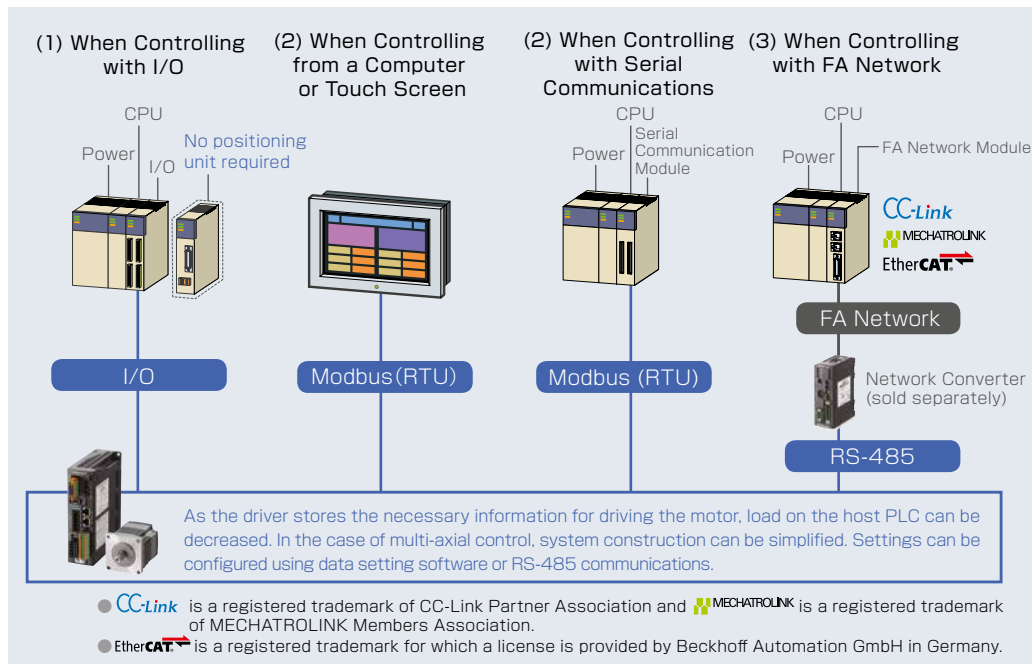 (1) When Controlling
with I/O
(2) When Controlling
from a Computer
or Touch Screen
(2) When Controlling
with Serial
Communications
(3) When Controlling
with FA Network
CPU
Power
I/O
No positioning
unit required
CPU
Power
Serial
Communication
Module
CPU
Power
FA Network Module
CC-Link
MECHATROLINK
EtherCAT®
FA Network
I/O
Modbus(RTU)
Modbus (RTU)
Network Converter
(sold separately)
RS-485
As the driver stores the necessary information for driving the motor, load on the host PLC can be
decreased. In the case of multi-axial control, system construction can be simplified. Settings can be
configured using data setting software or RS-485 communications.
● CC-Link is a registered trademark of CC-Link Partner Association and MECHATROLINK is a registered trademark
of MECHATROLINK Members Association.
● EtherCAT® is a registered trademark for which a license is provided by Beckhoff Automation GmbH in Germany.